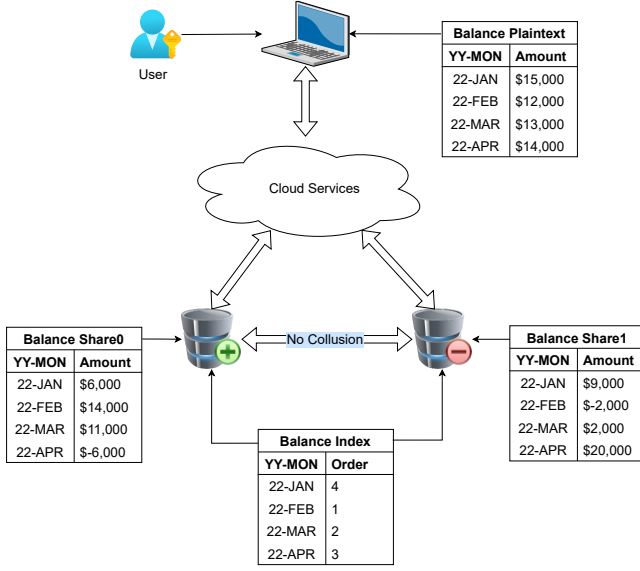 User
Balance Plaintext
YY-MON Amount
22-JAN $15,000
22-FEB $12,000
22-MAR $13,000
22-APR $14,000
Cloud Services
No Collusion
Balance Share0
YY-MON Amount
22-JAN $6,000
22-FEB $14,000
22-MAR $11,000
22-APR $-6,000
Balance Share1
YY-MON Amount
22-JAN $9,000
22-FEB $-2,000
22-MAR $2,000
22-APR $20,000
Balance Index
YY-MON Order
22-JAN 4
22-FEB 1
22-MAR 2
22-APR 3